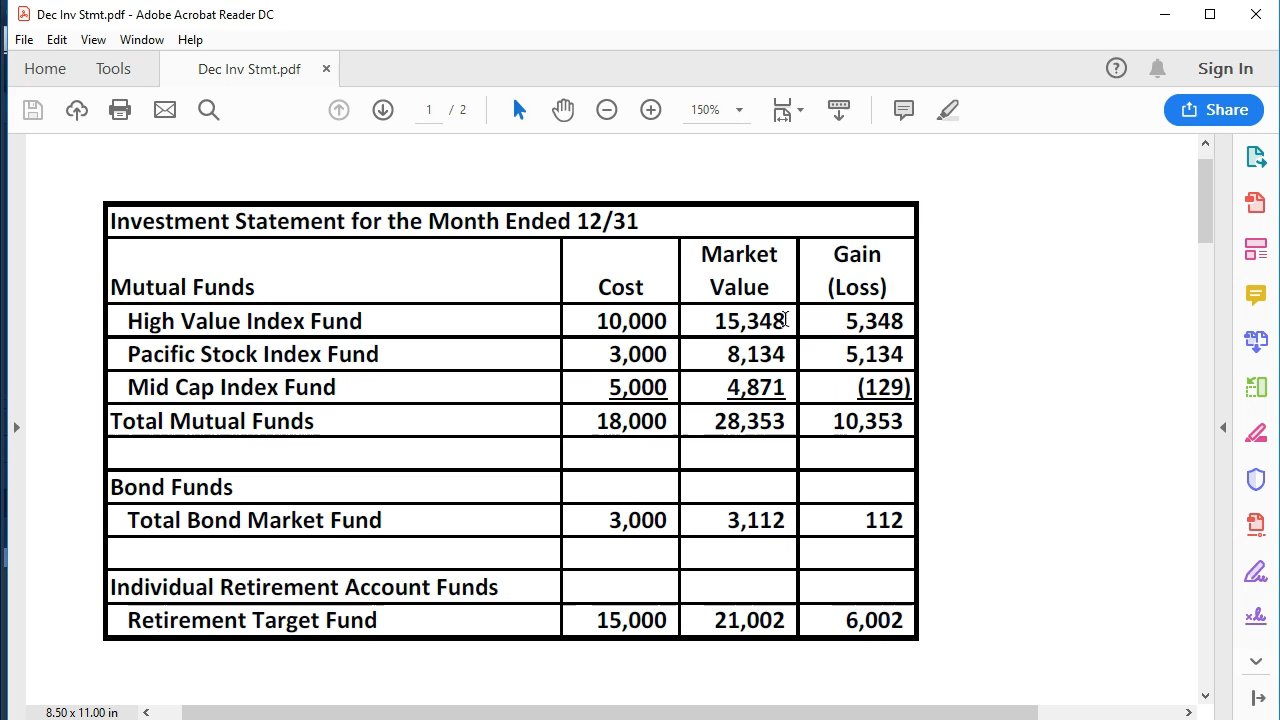 Dec Inv Stmt.pdf - Adobe Acrobat Reader DC
File Edit View Window Help
Home Tools Dec Inv Stmt.pdf × Sign In
1 / 2 150% Share
Investment Statement for the Month Ended 12/31
Market Gain
Mutual Funds Cost Value (Loss)
High Value Index Fund 10,000 15,348 5,348
Pacific Stock Index Fund 3,000 8,134 5,134
Mid Cap Index Fund 5,000 4,871 (129)
Total Mutual Funds 18,000 28,353 10,353
Bond Funds
Total Bond Market Fund 3,000 3,112 112
Individual Retirement Account Funds
Retirement Target Fund 15,000 21,002 6,002
8.50 x 11.00 in